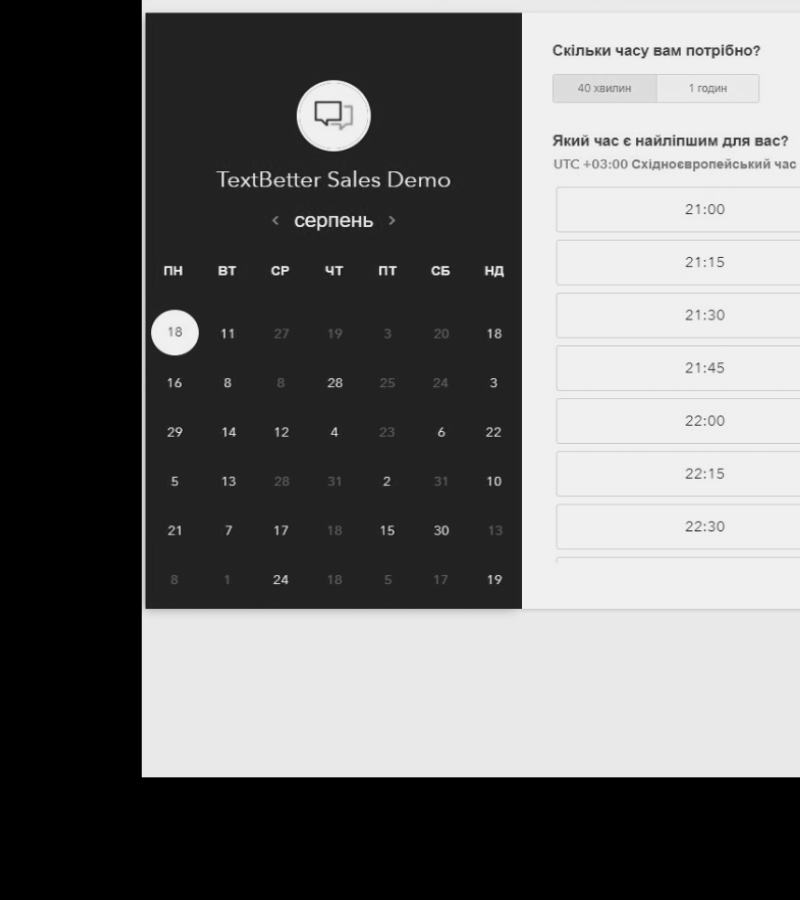 TextBetter Sales Demo
‹ серпень ›
ПН ВТ СР ЧТ ПТ СБ НД
18 11 27 19 3 20 18
16 8 8 28 25 24 3
29 14 12 4 23 6 22
5 13 28 31 2 31 10
21 7 17 18 15 30 13
8 1 24 18 5 17 19
Скільки часу вам потрібно?
40 хвилин 1 годин
Який час є найліпшим для вас?
UTC +03:00 Східноєвропейський час
21:00
21:15
21:30
21:45
22:00
22:15
22:30